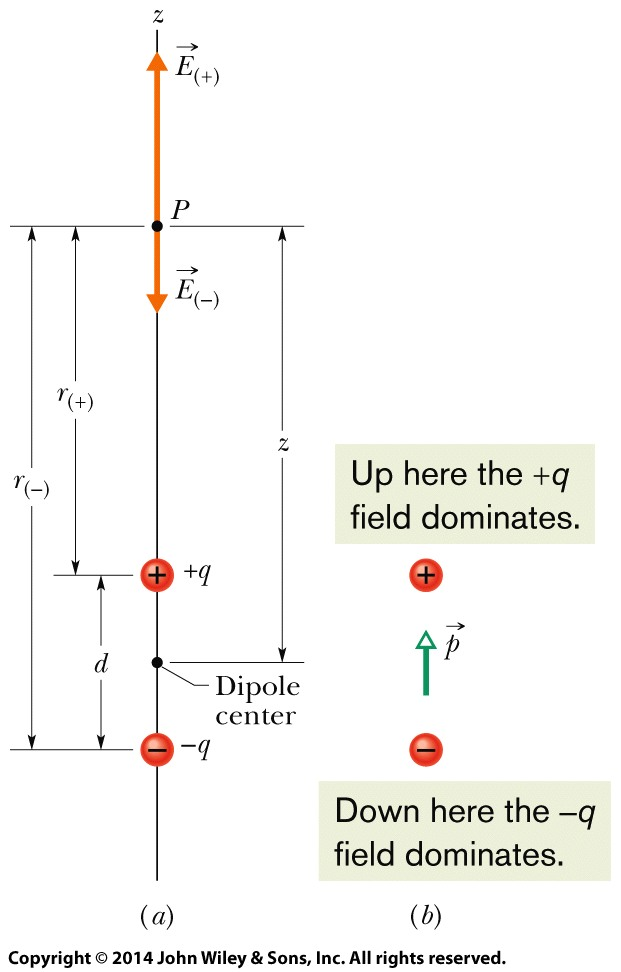 z
E(+)
P
E(−)
r(+)
z
r(−)
Up here the +q
field dominates.
+
+q
+
d
p
Dipole
center
−
−q
−
Down here the −q
field dominates.
(a)
(b)
Copyright © 2014 John Wiley & Sons, Inc. All rights reserved.